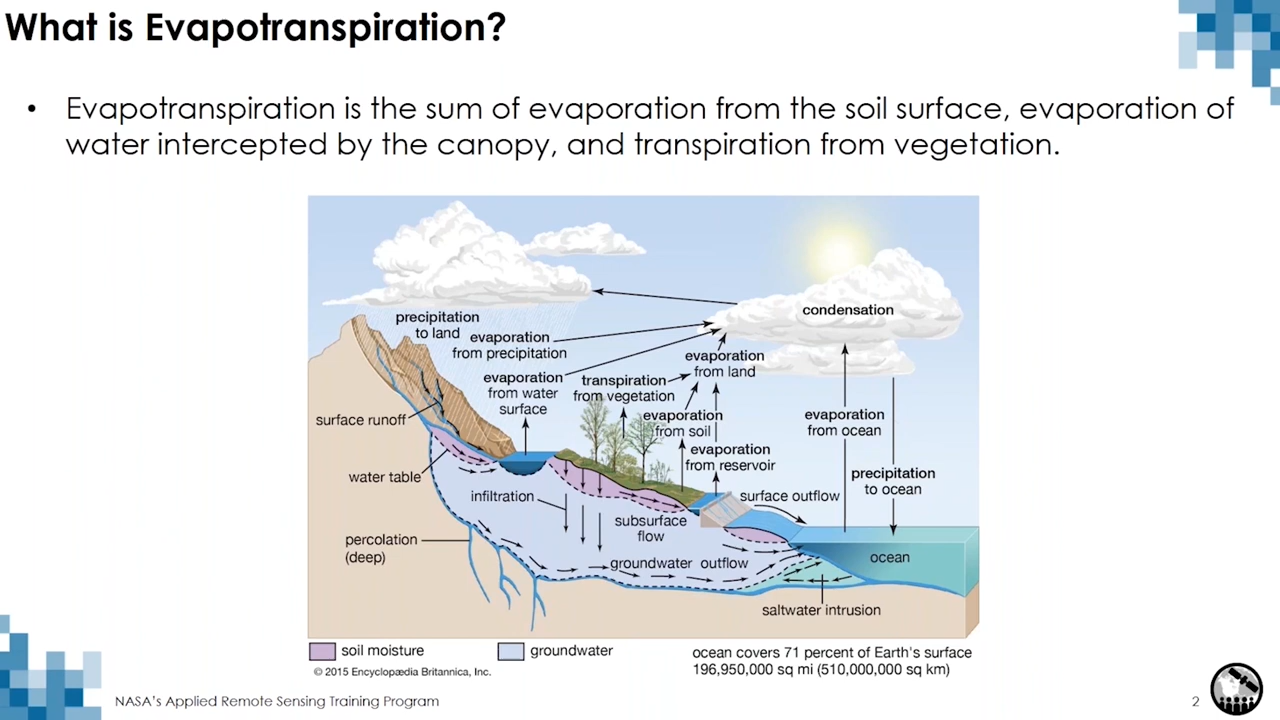 What is Evapotranspiration?
• Evapotranspiration is the sum of evaporation from the soil surface, evaporation of
water intercepted by the canopy, and transpiration from vegetation.
precipitation
to land
evaporation
from precipitation
condensation
evaporation
from land
evaporation
from water
surface
transpiration
from vegetation
surface runoff
evaporation
from soil
evaporation
from ocean
evaporation
from reservoir
water table
precipitation
to ocean
infiltration
surface outflow
subsurface
flow
percolation
(deep)
groundwater outflow
ocean
saltwater intrusion
soil moisture
groundwater
ocean covers 71 percent of Earth's surface
196,950,000 sq mi (510,000,000 sq km)
© 2015 Encyclopædia Britannica, Inc.
NASA's Applied Remote Sensing Training Program
2